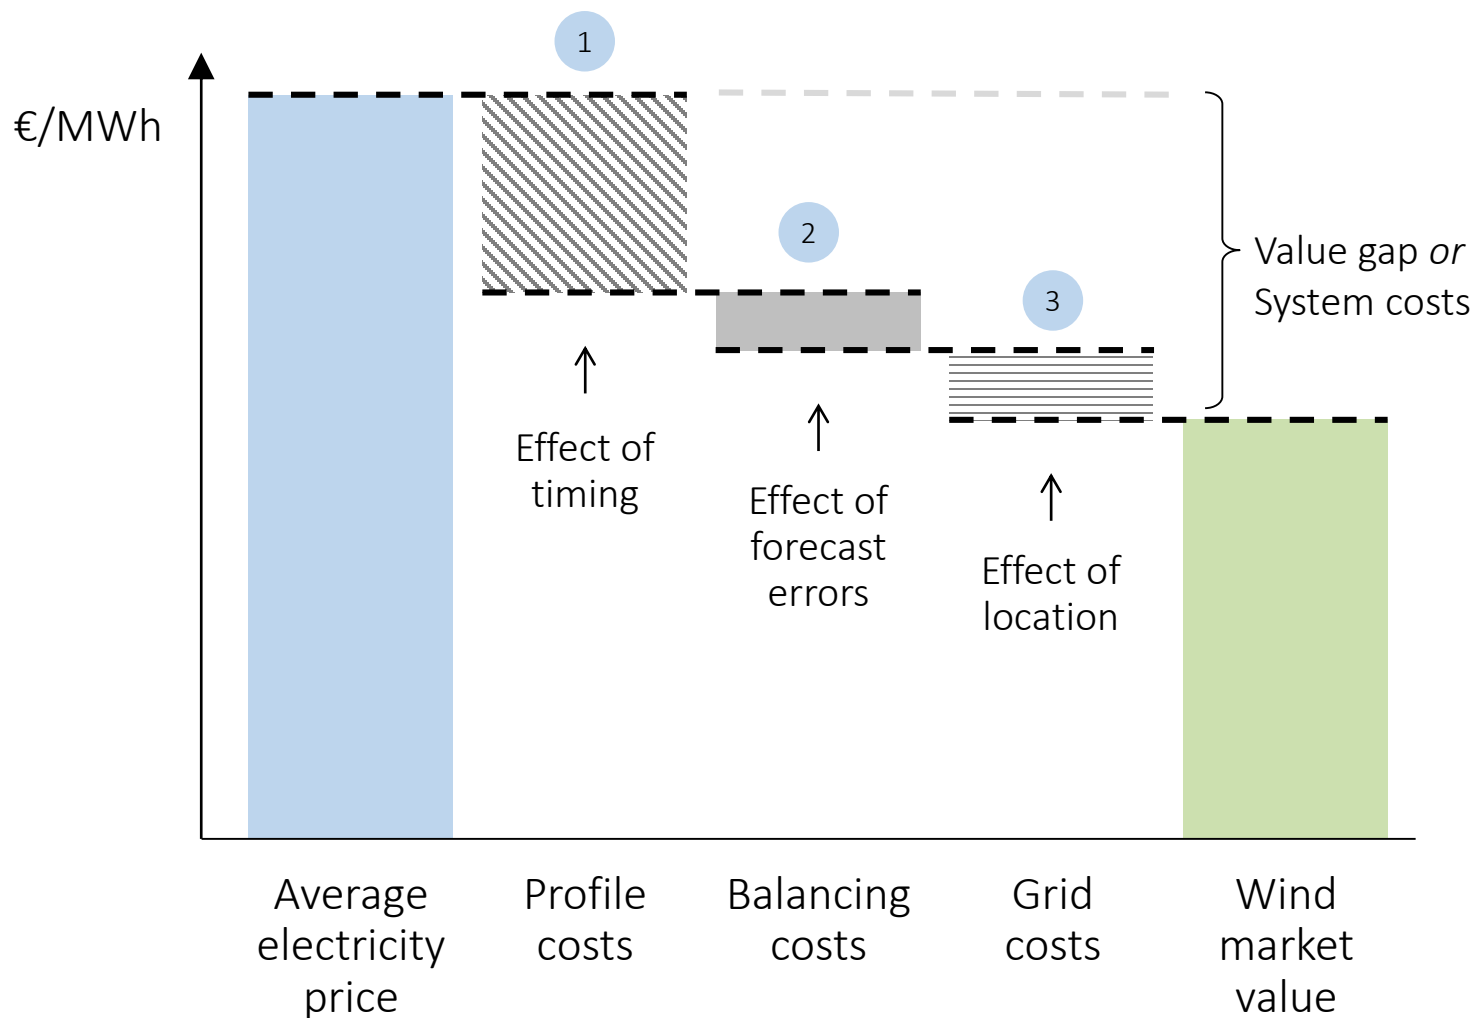 1
€/MWh
2
Value gap or
System costs
3
Effect of
timing
Effect of
forecast
errors
Effect of
location
Average
electricity
price
Profile
costs
Balancing
costs
Grid
costs
Wind
market
value